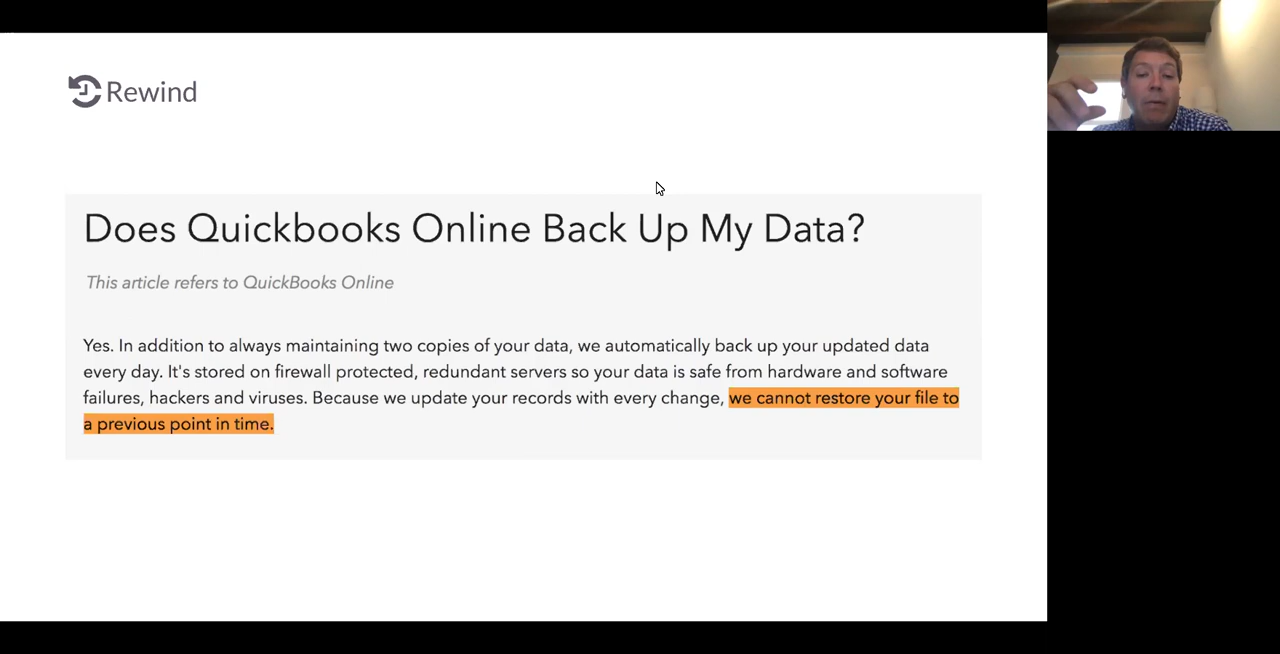 Rewind
Does Quickbooks Online Back Up My Data?
This article refers to QuickBooks Online
Yes. In addition to always maintaining two copies of your data, we automatically back up your updated data
every day. It's stored on firewall protected, redundant servers so your data is safe from hardware and software
failures, hackers and viruses. Because we update your records with every change, we cannot restore your file to
a previous point in time.